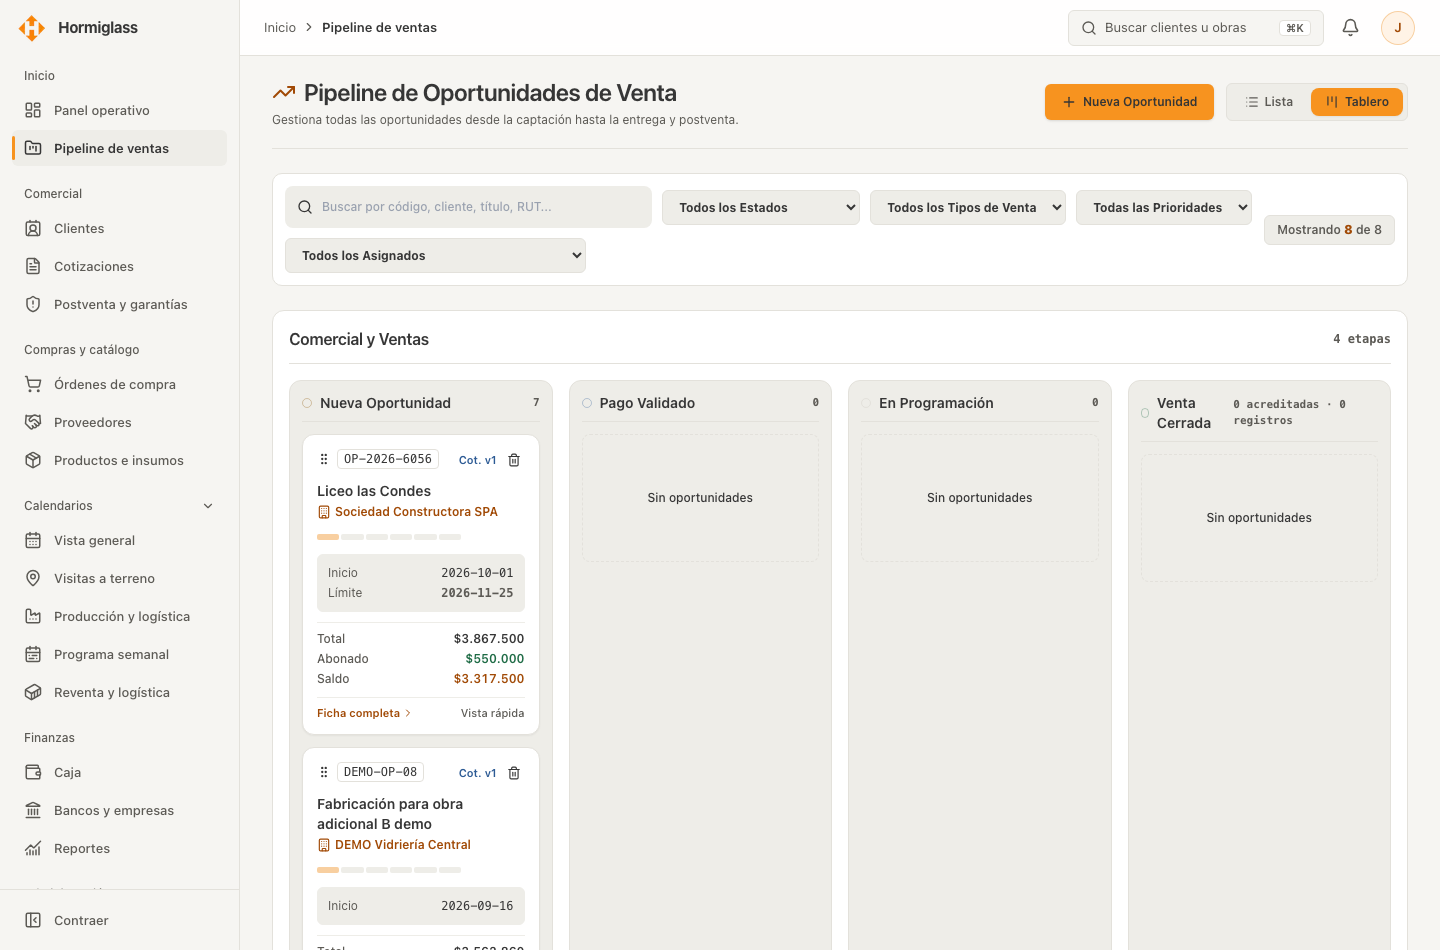 Hormiglass
Inicio
Panel operativo
Pipeline de ventas
Comercial
Clientes
Cotizaciones
Postventa y garantías
Compras y catálogo
Órdenes de compra
Proveedores
Productos e insumos
Calendarios
Vista general
Visitas a terreno
Producción y logística
Programa semanal
Reventa y logística
Finanzas
Caja
Bancos y empresas
Reportes
Contraer
Inicio > Pipeline de ventas
Buscar clientes u obras ⌘K
J
Pipeline de Oportunidades de Venta
Gestiona todas las oportunidades desde la captación hasta la entrega y postventa.
+ Nueva Oportunidad
Lista
Tablero
Buscar por código, cliente, título, RUT...
Todos los Estados
Todos los Tipos de Venta
Todas las Prioridades
Todos los Asignados
Mostrando 8 de 8
Comercial y Ventas
4 etapas
Nueva Oportunidad 7
OP-2026-6056 Cot. v1
Liceo las Condes
Sociedad Constructora SPA
Inicio 2026-10-01
Límite 2026-11-25
Total $3.867.500
Abonado $550.000
Saldo $3.317.500
Ficha completa > Vista rápida
DEMO-OP-08 Cot. v1
Fabricación para obra
adicional B demo
DEMO Vidriería Central
Inicio 2026-09-16
Pago Validado 0
Sin oportunidades
En Programación 0
Sin oportunidades
Venta
Cerrada
0 acreditadas · 0
registros
Sin oportunidades